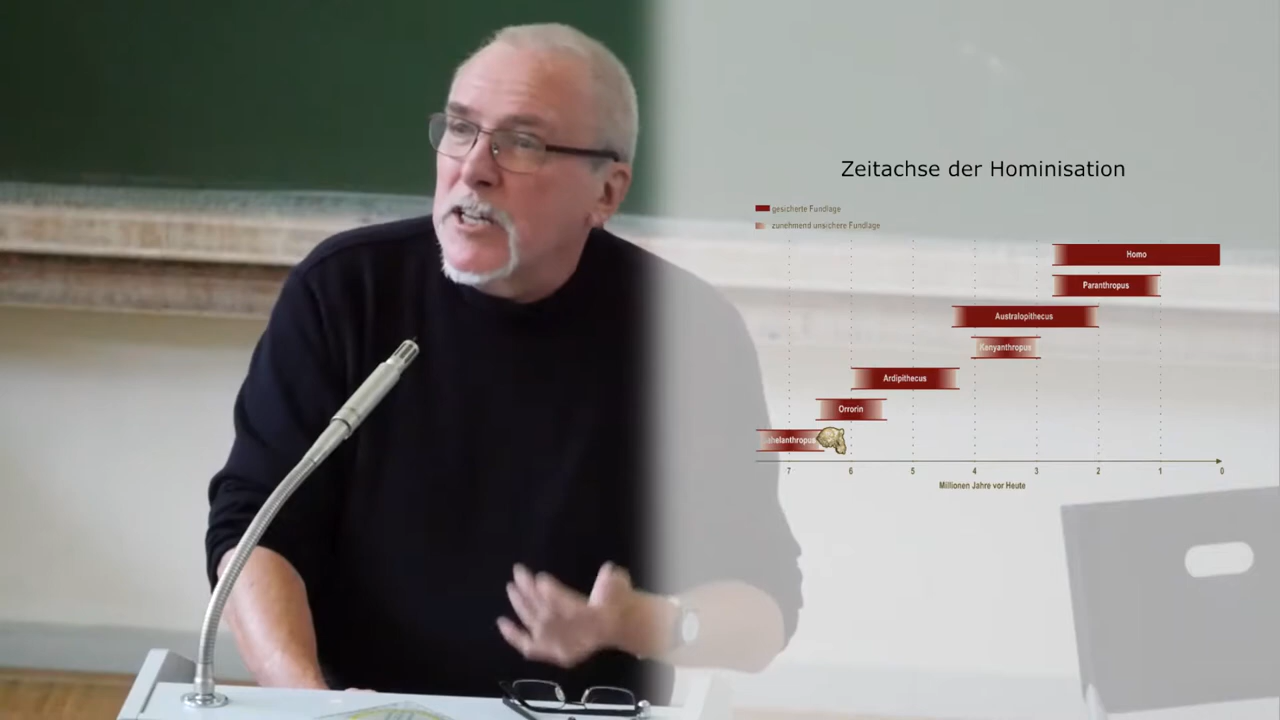 Zeitachse der Hominisation
gesicherte Fundlage
zunehmend unsichere Fundlage
Homo
Paranthropus
Australopithecus
Kenyanthropus
Ardipithecus
Orrorin
ahelanthropus
7 6 5 4 3 2 1 0
Millionen Jahre vor Heute